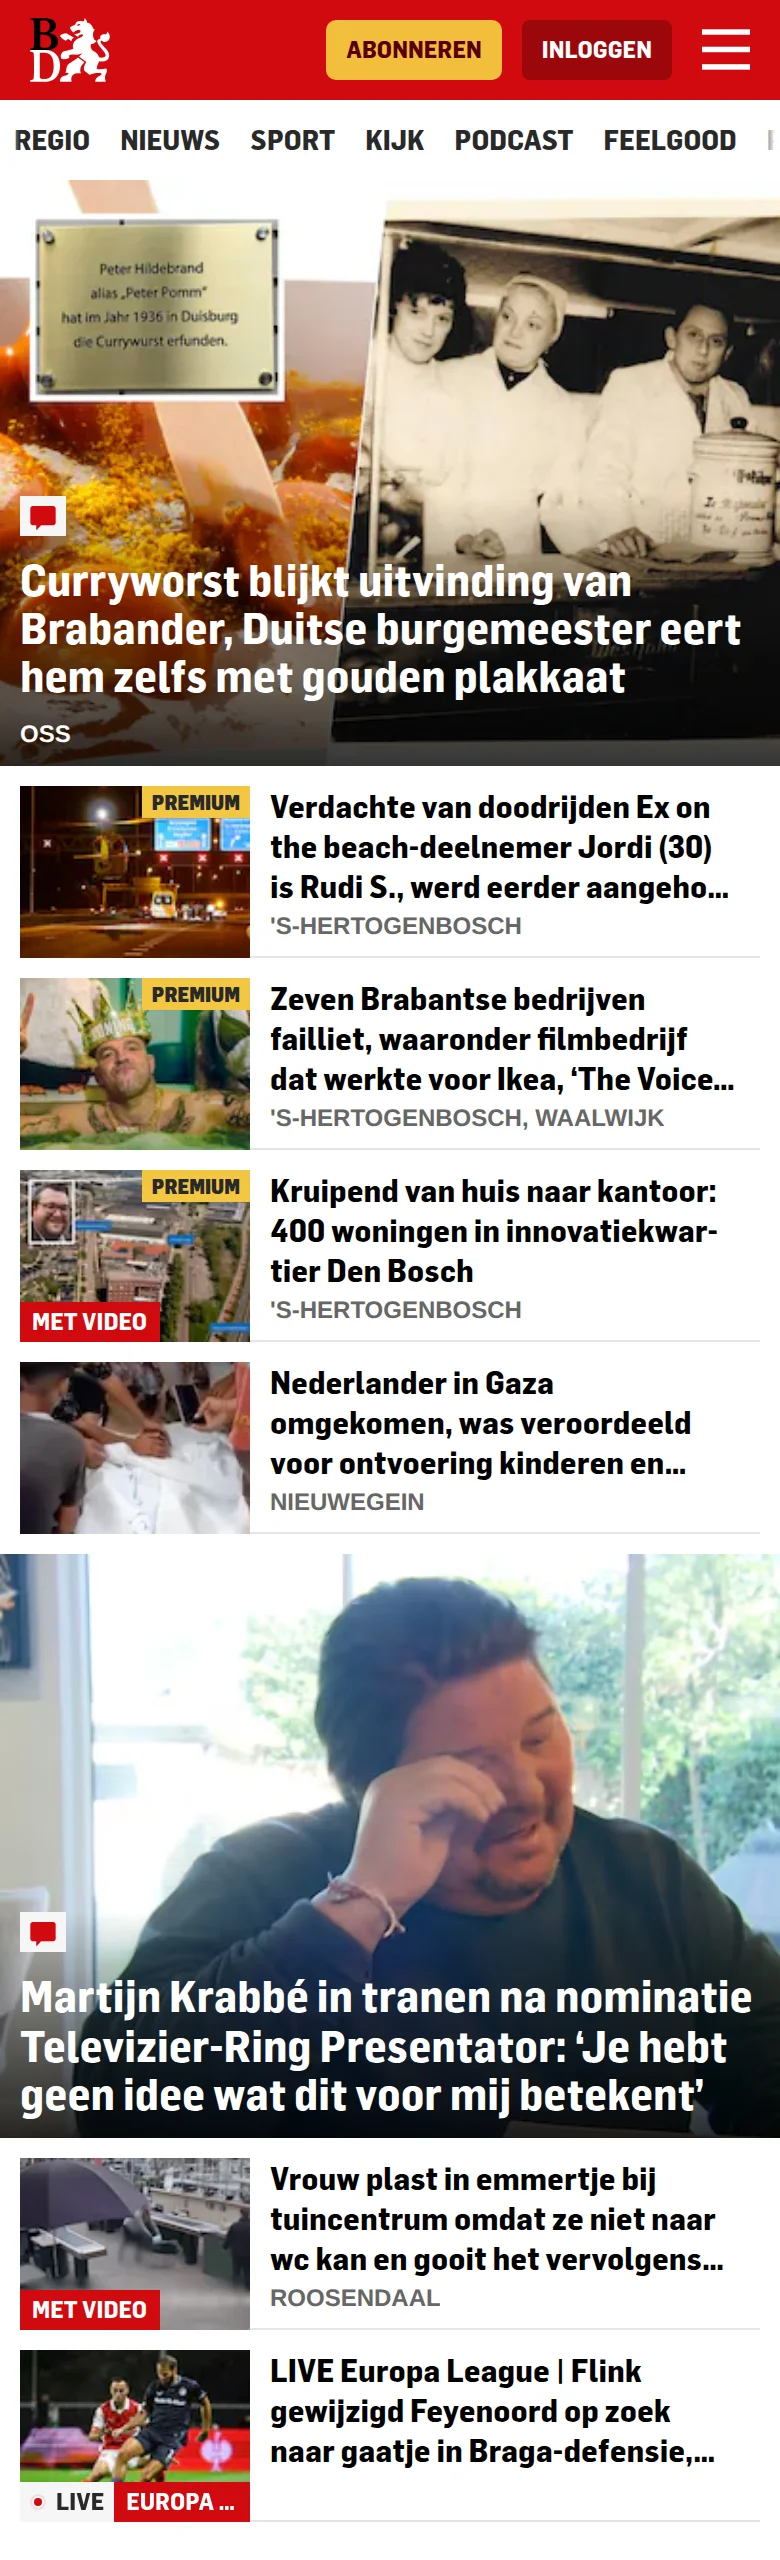 BD
ABONNEREN
INLOGGEN
REGIO NIEUWS SPORT KIJK PODCAST FEELGOOD
Peter Hildebrand
alias „Peter Pomm“
hat im Jahr 1936 in Duisburg
die Currywurst erfunden.
Curryworst blijkt uitvinding van
Brabander, Duitse burgemeester eert
hem zelfs met gouden plakkaat
OSS
PREMIUM
Verdachte van doodrijden Ex on
the beach-deelnemer Jordi (30)
is Rudi S., werd eerder aangeho...
'S-HERTOGENBOSCH
PREMIUM
Zeven Brabantse bedrijven
failliet, waaronder filmbedrijf
dat werkte voor Ikea, ‘The Voice...
'S-HERTOGENBOSCH, WAALWIJK
PREMIUM
MET VIDEO
Kruipend van huis naar kantoor:
400 woningen in innovatiekwar-
tier Den Bosch
'S-HERTOGENBOSCH
Nederlander in Gaza
omgekomen, was veroordeeld
voor ontvoering kinderen en...
NIEUWEGEIN
Martijn Krabbé in tranen na nominatie
Televizier-Ring Presentator: ‘Je hebt
geen idee wat dit voor mij betekent’
MET VIDEO
Vrouw plast in emmertje bij
tuincentrum omdat ze niet naar
wc kan en gooit het vervolgens...
ROOSENDAAL
LIVE EUROPA ...
LIVE Europa League | Flink
gewijzigd Feyenoord op zoek
naar gaatje in Braga-defensie,...